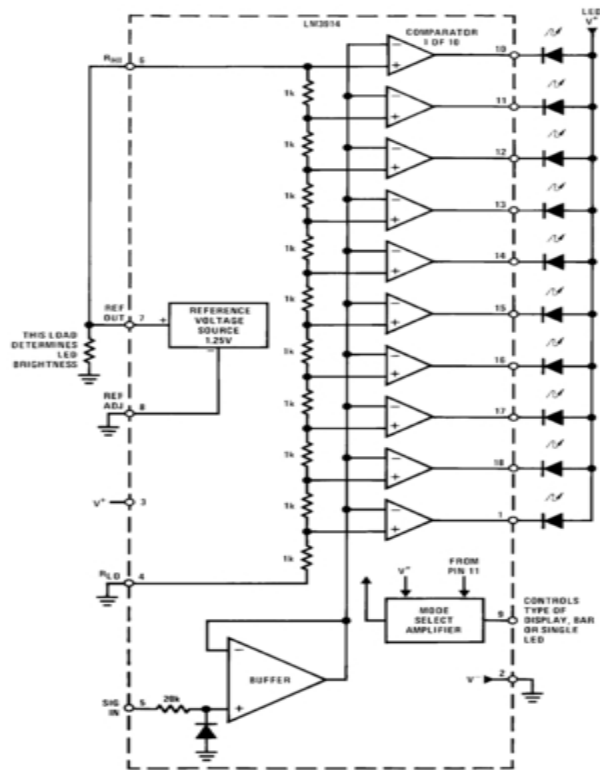 LM3914
LED
V+
COMPARATOR
1 OF 10
RHI
6
10
1k
11
1k
12
1k
13
1k
14
1k
15
1k
16
1k
17
1k
18
1k
1
1k
REF
OUT
7
+
REFERENCE
VOLTAGE
SOURCE
1.25V
−
THIS LOAD
DETERMINES
LED
BRIGHTNESS
REF
ADJ
8
V+
3
RLO
4
V+
FROM
PIN 11
MODE
SELECT
AMPLIFIER
9
CONTROLS
TYPE OF
DISPLAY, BAR
OR SINGLE
LED
BUFFER
−
+
V−
2
SIG
IN
5
20k